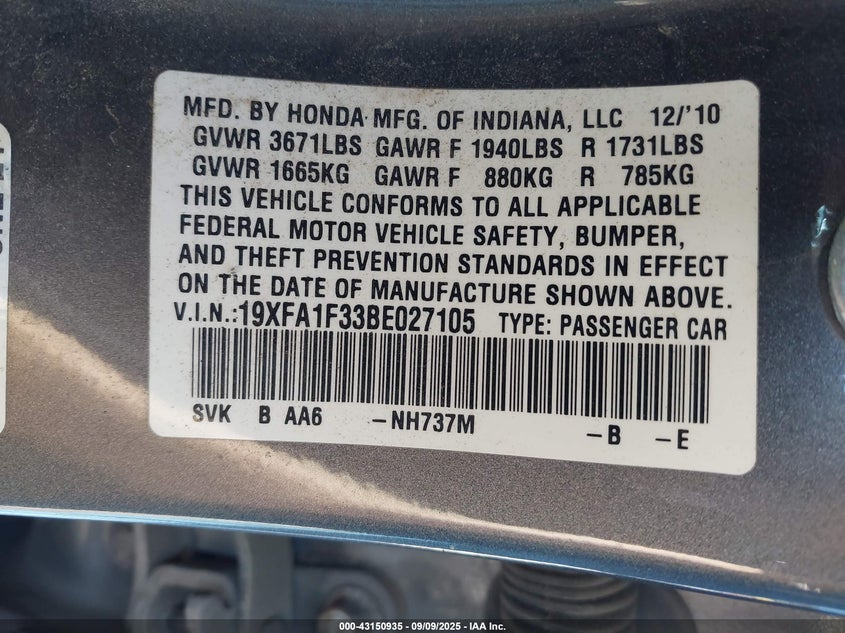 MFD. BY HONDA MFG. OF INDIANA, LLC 12/'10
GVWR 3671LBS GAWR F 1940LBS R 1731LBS
GVWR 1665KG GAWR F 880KG R 785KG
THIS VEHICLE CONFORMS TO ALL APPLICABLE
FEDERAL MOTOR VEHICLE SAFETY, BUMPER,
AND THEFT PREVENTION STANDARDS IN EFFECT
ON THE DATE OF MANUFACTURE SHOWN ABOVE.
V.I.N.:19XFA1F33BE027105 TYPE: PASSENGER CAR
SVK B AA6 -NH737M -B -E
000-43150935 - 09/09/2025 - IAA Inc.